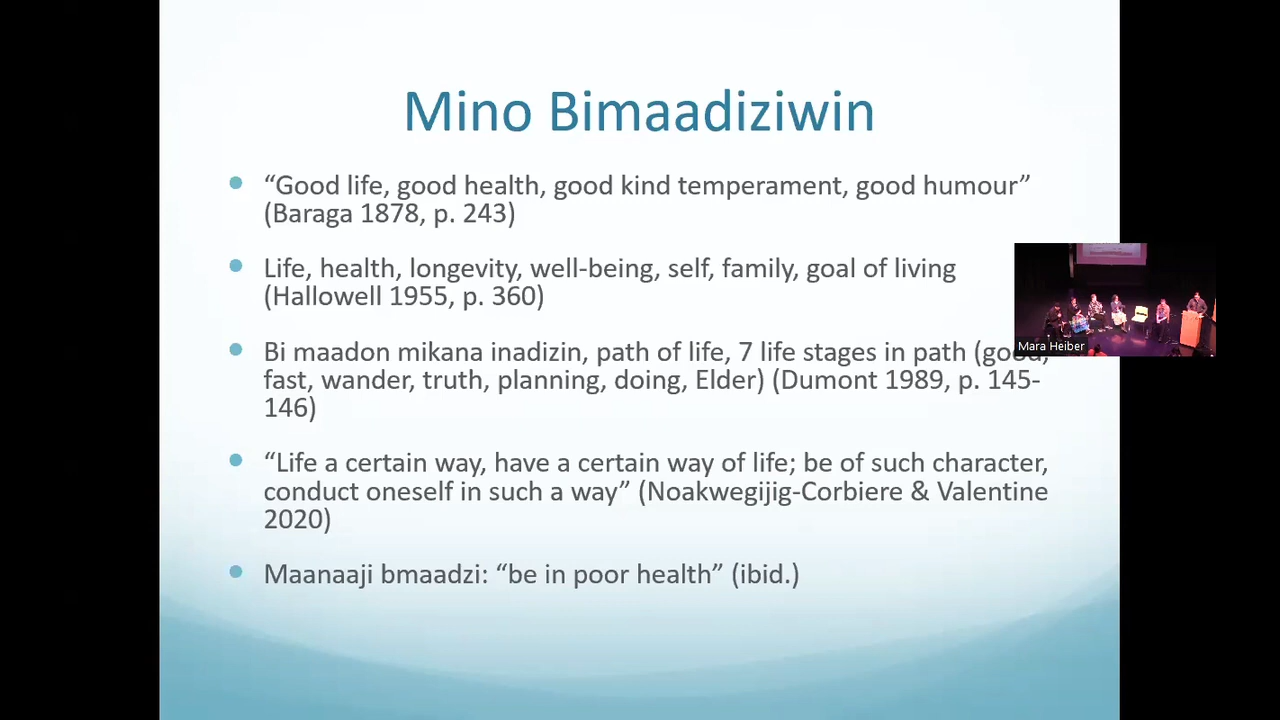 Mino Bimaadiziwin
• “Good life, good health, good kind temperament, good humour”
(Baraga 1878, p. 243)
• Life, health, longevity, well-being, self, family, goal of living
(Hallowell 1955, p. 360)
• Bi maadon mikana inadizin, path of life, 7 life stages in path (good,
fast, wander, truth, planning, doing, Elder) (Dumont 1989, p. 145-
146)
• “Life a certain way, have a certain way of life; be of such character,
conduct oneself in such a way” (Noakwegijig-Corbiere & Valentine
2020)
• Maanaaji bmaadzi: “be in poor health” (ibid.)
Mara Heiber